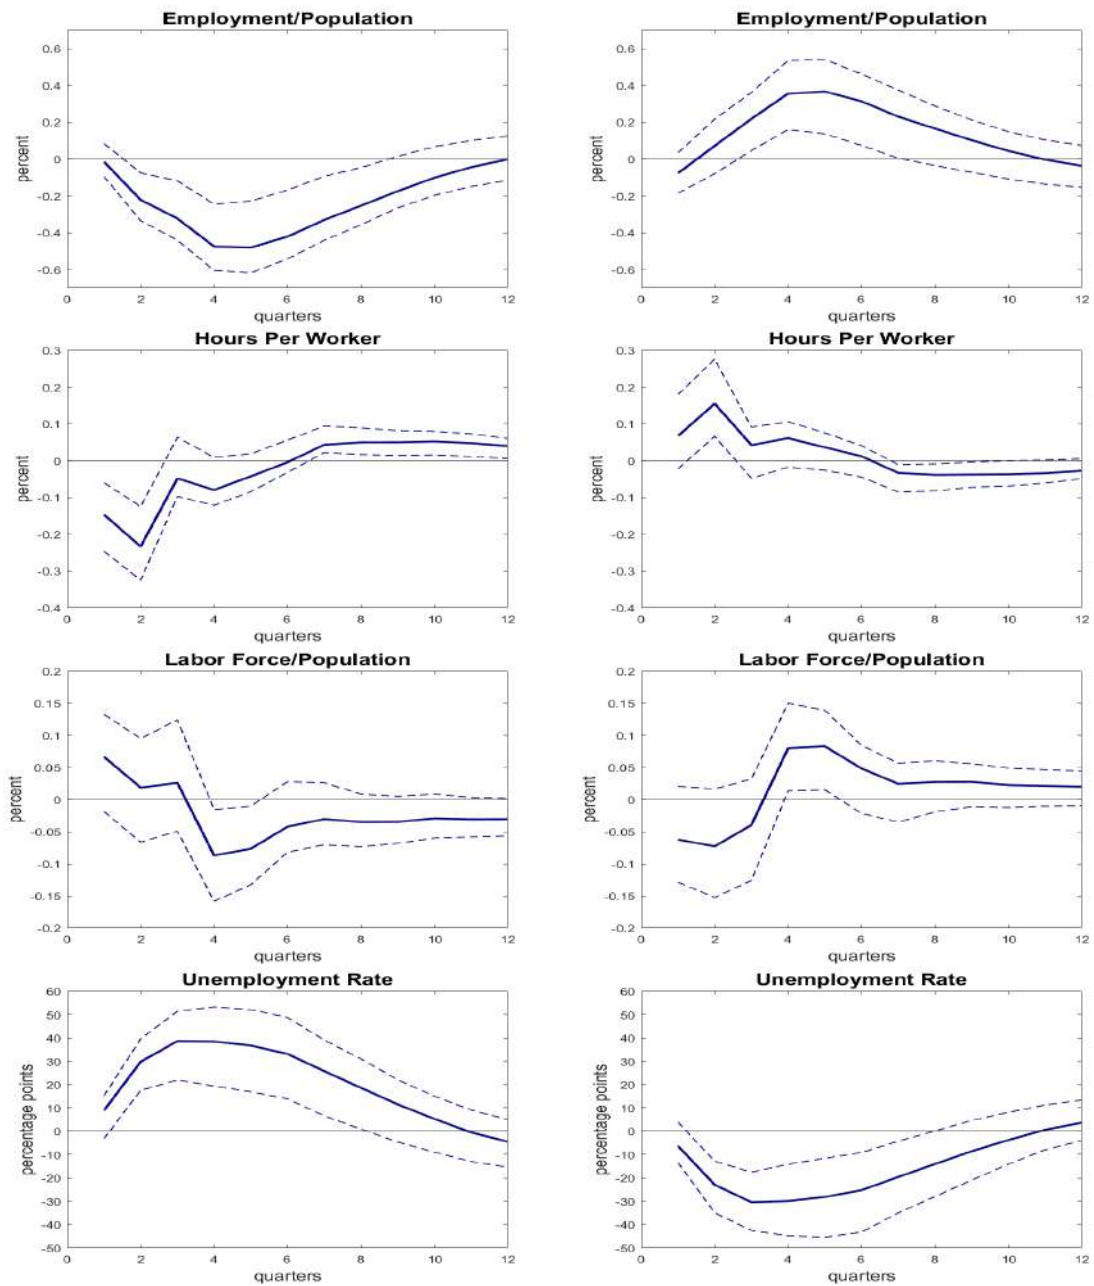 Employment/Population
0.6
0.4
0.2
0
-0.2
-0.4
-0.6
percent
0 2 4 6 8 10 12
quarters
Employment/Population
0.6
0.4
0.2
0
-0.2
-0.4
-0.6
percent
0 2 4 6 8 10 12
quarters
Hours Per Worker
0.3
0.2
0.1
0
-0.1
-0.2
-0.3
-0.4
percent
0 2 4 6 8 10 12
quarters
Hours Per Worker
0.3
0.2
0.1
0
-0.1
-0.2
-0.3
-0.4
percent
0 2 4 6 8 10 12
quarters
Labor Force/Population
0.2
0.15
0.1
0.05
0
-0.05
-0.1
-0.15
-0.2
percent
0 2 4 6 8 10 12
quarters
Labor Force/Population
0.2
0.15
0.1
0.05
0
-0.05
-0.1
-0.15
-0.2
percent
0 2 4 6 8 10 12
quarters
Unemployment Rate
60
50
40
30
20
10
0
-10
-20
-30
-40
-50
percentage points
0 2 4 6 8 10 12
quarters
Unemployment Rate
60
50
40
30
20
10
0
-10
-20
-30
-40
-50
percentage points
0 2 4 6 8 10 12
quarters